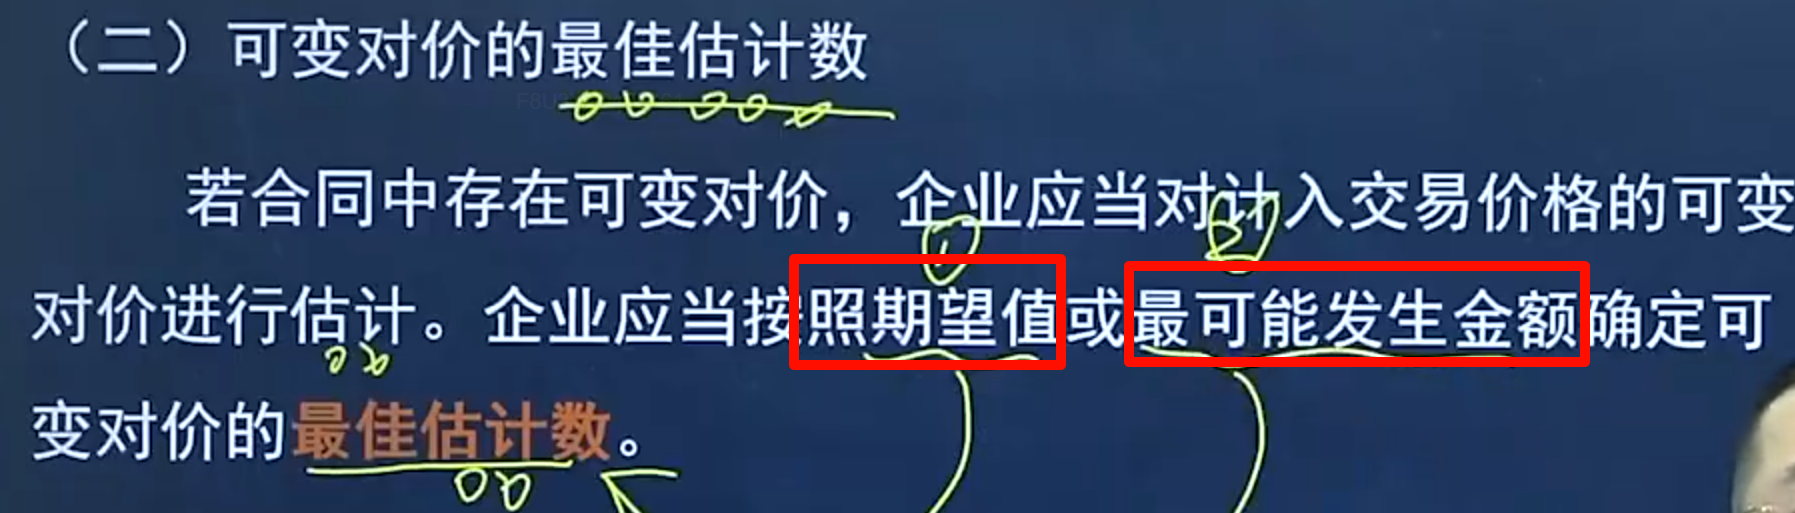 （二）可变对价的最佳估计数
若合同中存在可变对价，企业应当对计入交易价格的可变
对价进行估计。企业应当按照期望值或最可能发生金额确定可
变对价的最佳估计数。